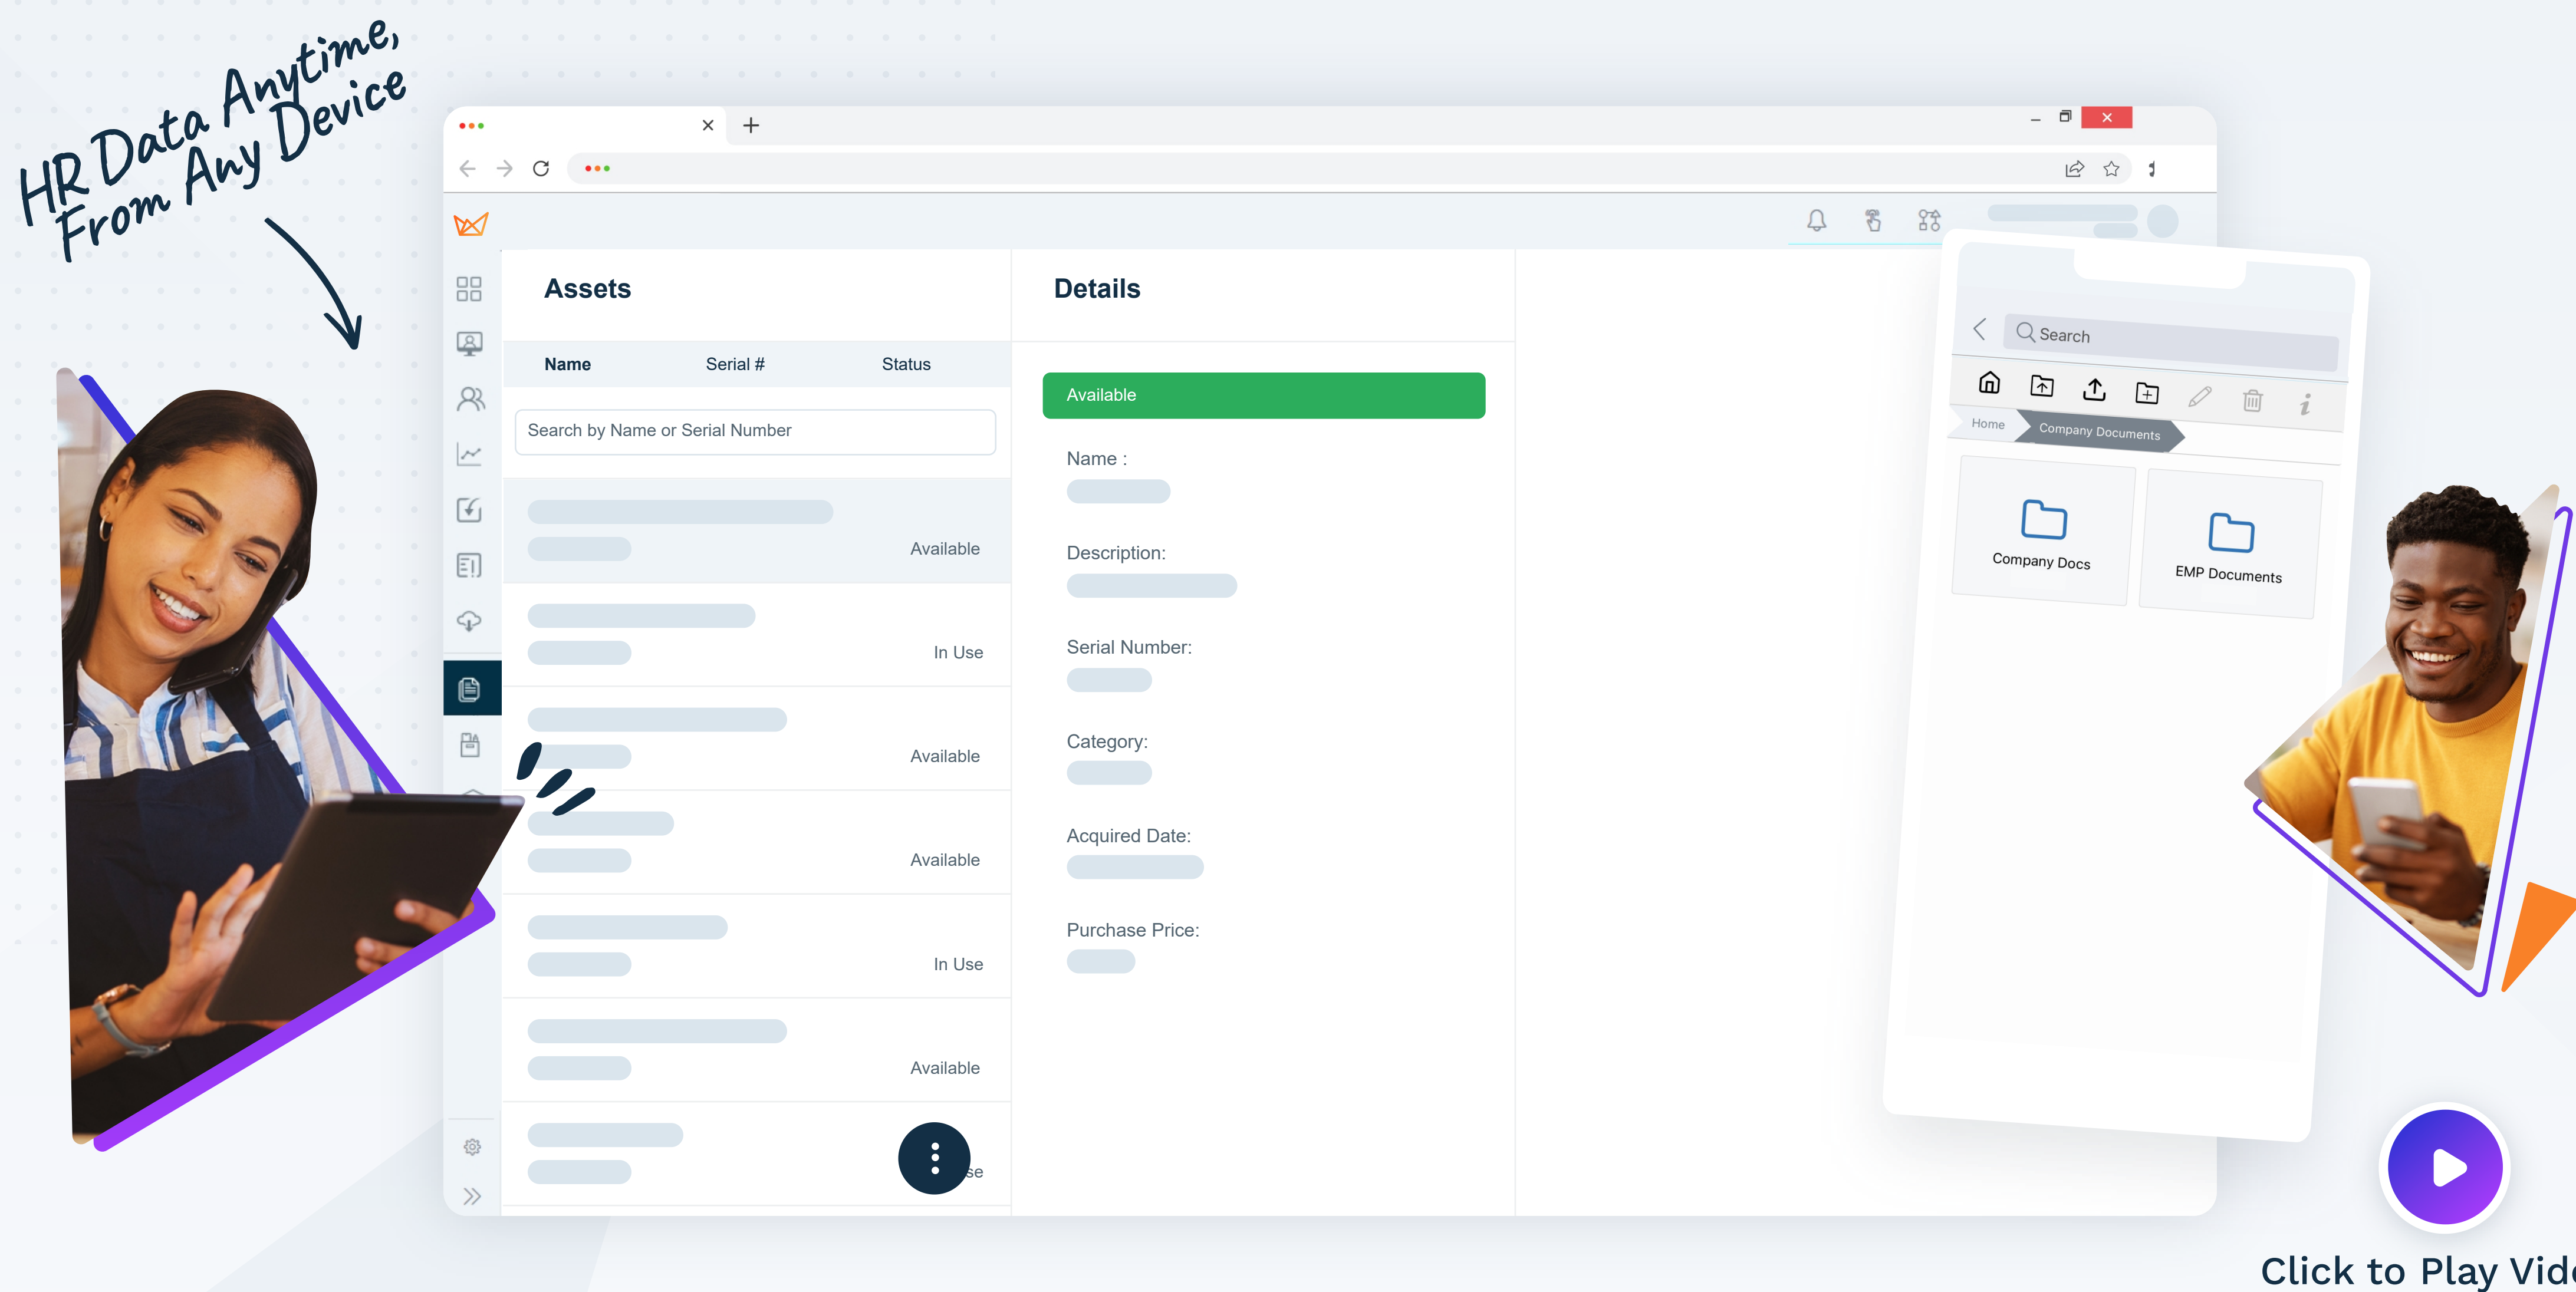 HR Data Anytime,
From Any Device
Assets
Details
Name Serial # Status
Search by Name or Serial Number
Available
In Use
Available
Available
In Use
Available
se
Available
Name :
Description:
Serial Number:
Category:
Acquired Date:
Purchase Price:
Search
Home Company Documents
Company Docs
EMP Documents
Click to Play Vid